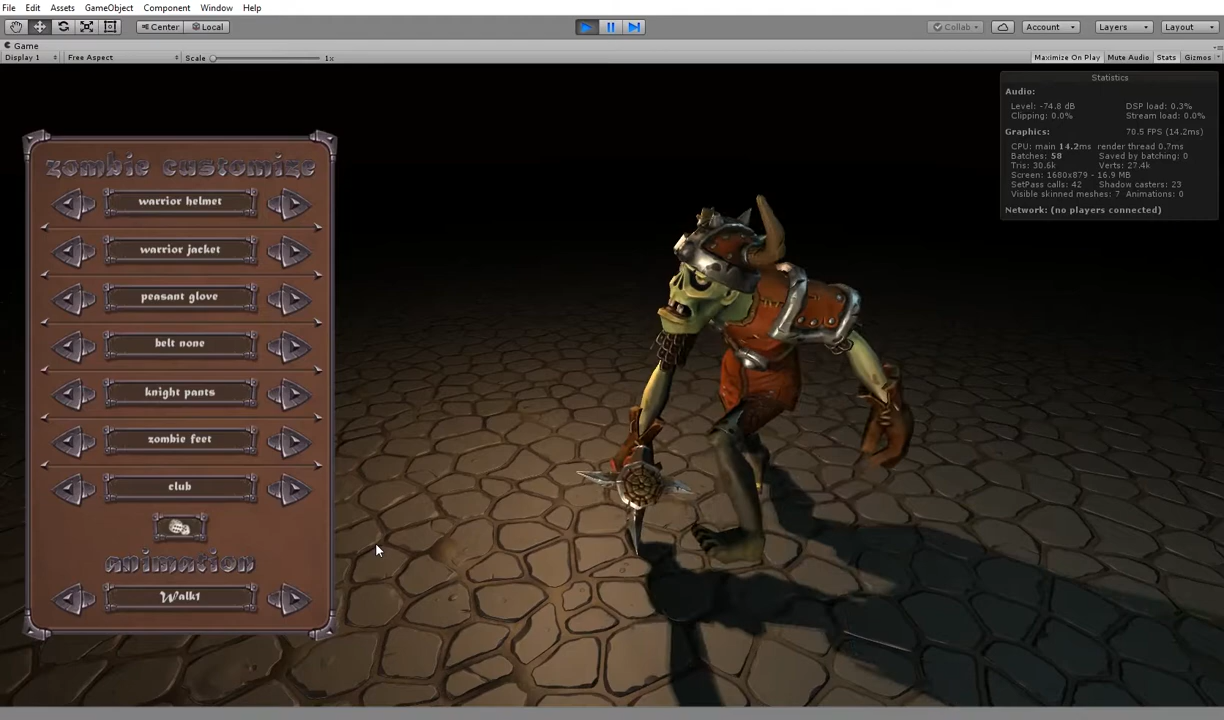 File Edit Assets GameObject Component Window Help
Center Local Collab Account Layers Layout
Game
Display 1 Free Aspect Scale 1x Maximize On Play Mute Audio Stats Gizmos
Statistics
Audio:
Level: -74.8 dB DSP load: 0.3%
Clipping: 0.0% Stream load: 0.0%
Graphics: 70.5 FPS (14.2ms)
CPU: main 14.2ms render thread 0.7ms
Batches: 58 Saved by batching: 0
Tris: 30.6k Verts: 27.4k
Screen: 1680x879 - 16.9 MB
SetPass calls: 42 Shadow casters: 23
Visible skinned meshes: 7 Animations: 0
Network: (no players connected)
zombie customize
warrior helmet
warrior jacket
peasant glove
belt none
knight pants
zombie feet
club
animation
Walk1